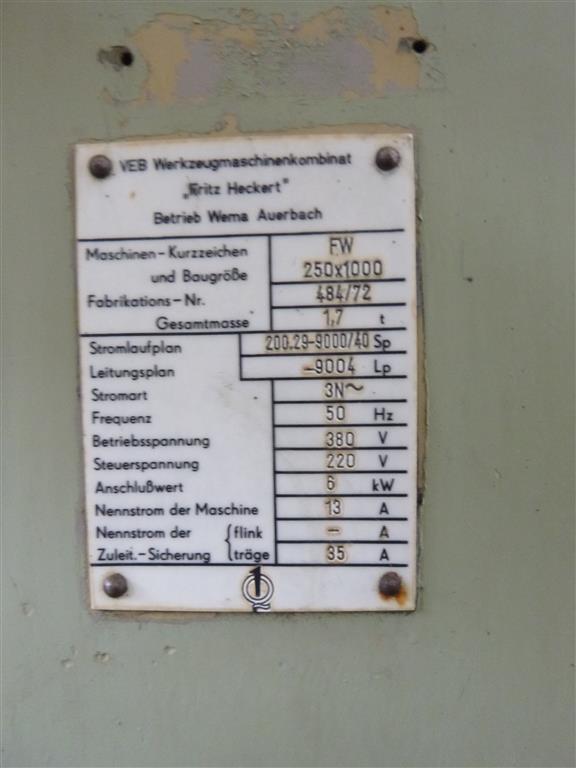 VEB Werkzeugmaschinenkombinat
„Fritz Heckert"
Betrieb Wema Auerbach
Maschinen-Kurzzeichen FW
und Baugröße 250x1000
Fabrikations-Nr. 484/72
Gesamtmasse 1,7 t
Stromlaufplan 200.29-9000/40 Sp
Leitungsplan -9004 Lp
Stromart 3N~
Frequenz 50 Hz
Betriebsspannung 380 V
Steuerspannung 220 V
Anschlußwert 6 kW
Nennstrom der Maschine 13 A
Nennstrom der { flink - A
Zuleit.-Sicherung { träge 35 A
1
Q